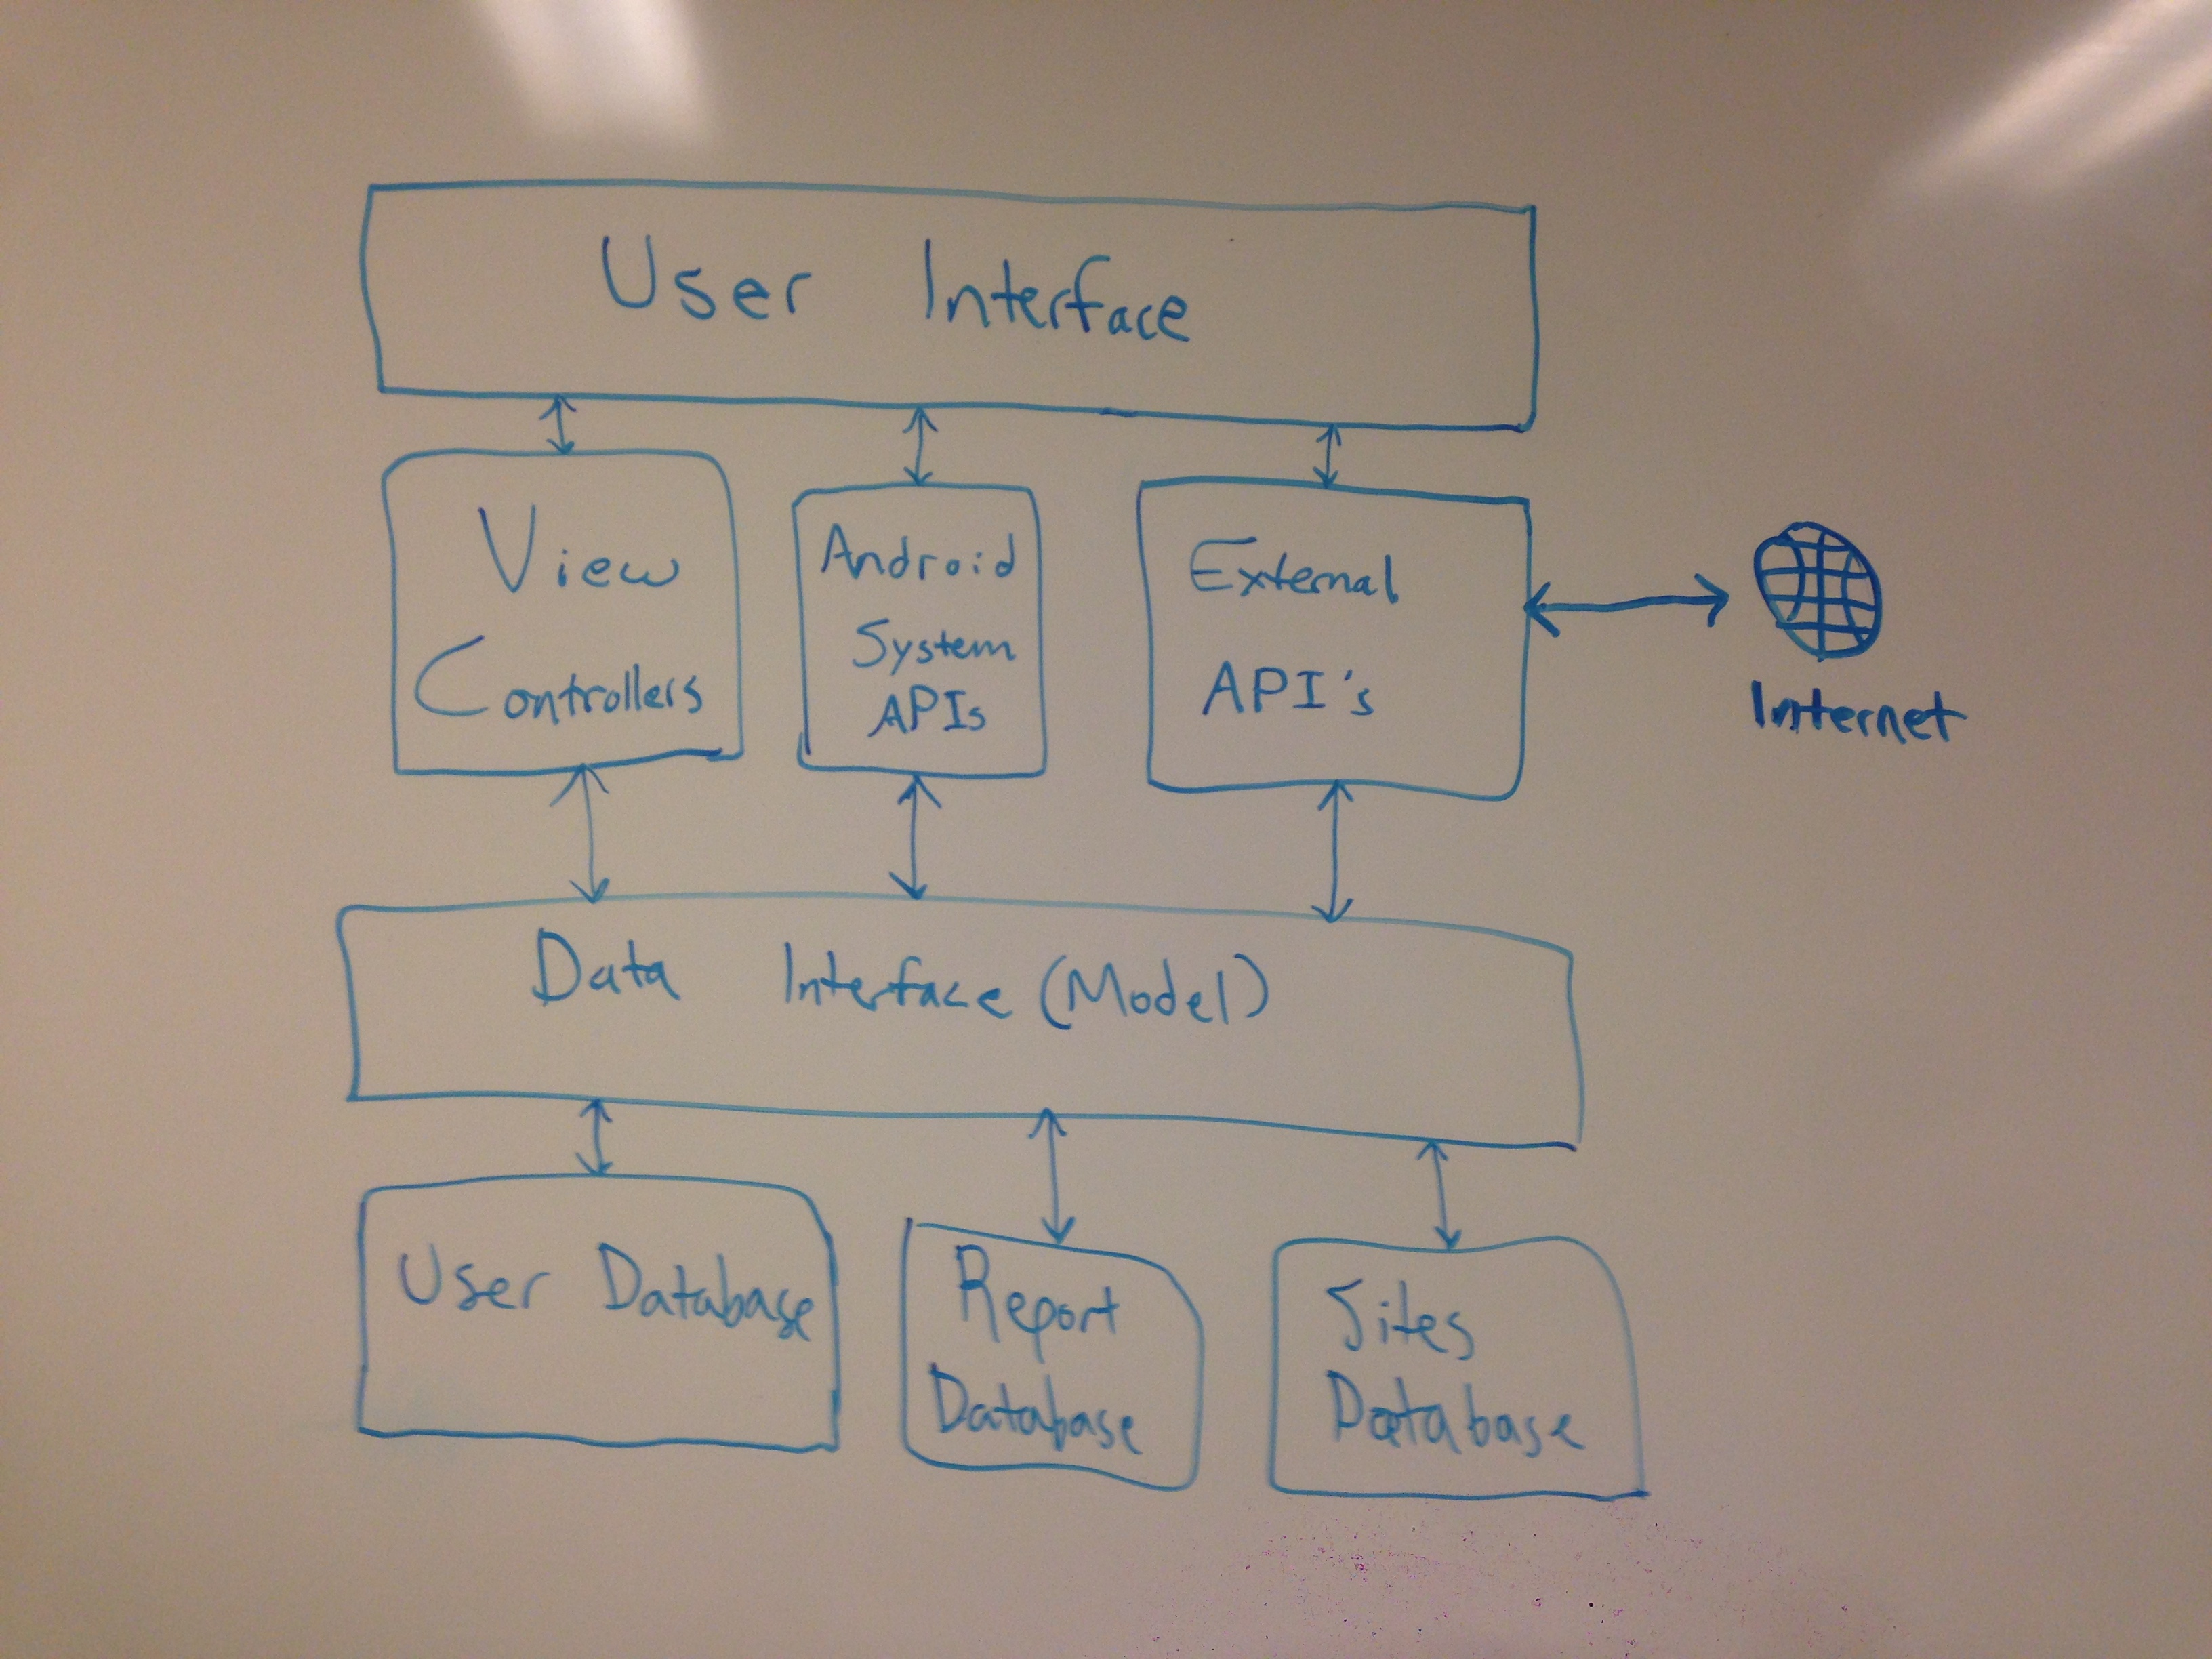 User Interface
View
Controllers
Android
System
APIs
External
API's
Internet
Data Interface (Model)
User Database
Report
Database
Sites
Database